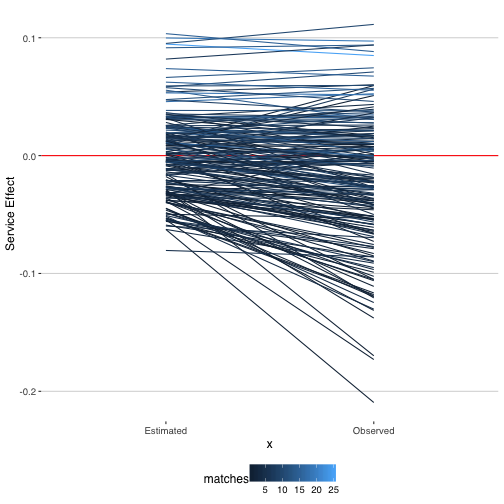 0.1
0.0
-0.1
-0.2
Service Effect
Estimated Observed
x
matches
5 10 15 20 25